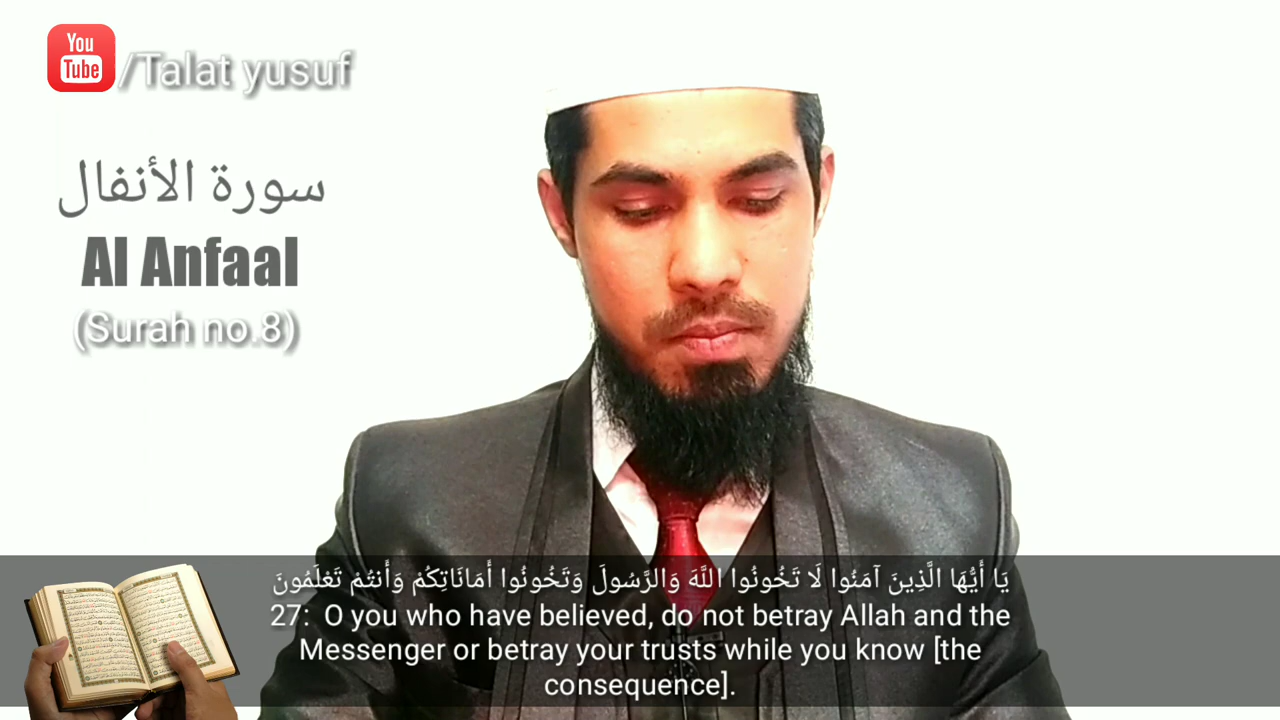 You
Tube
/Talat yusuf
سورة الأنفال
Al Anfaal
(Surah no.8)
يَا أَيُّهَا الَّذِينَ آمَنُوا لَا تَخُونُوا اللَّهَ وَالرَّسُولَ وَتَخُونُوا أَمَانَاتِكُمْ وَأَنتُمْ تَعْلَمُونَ
27: O you who have believed, do not betray Allah and the
Messenger or betray your trusts while you know [the
consequence].